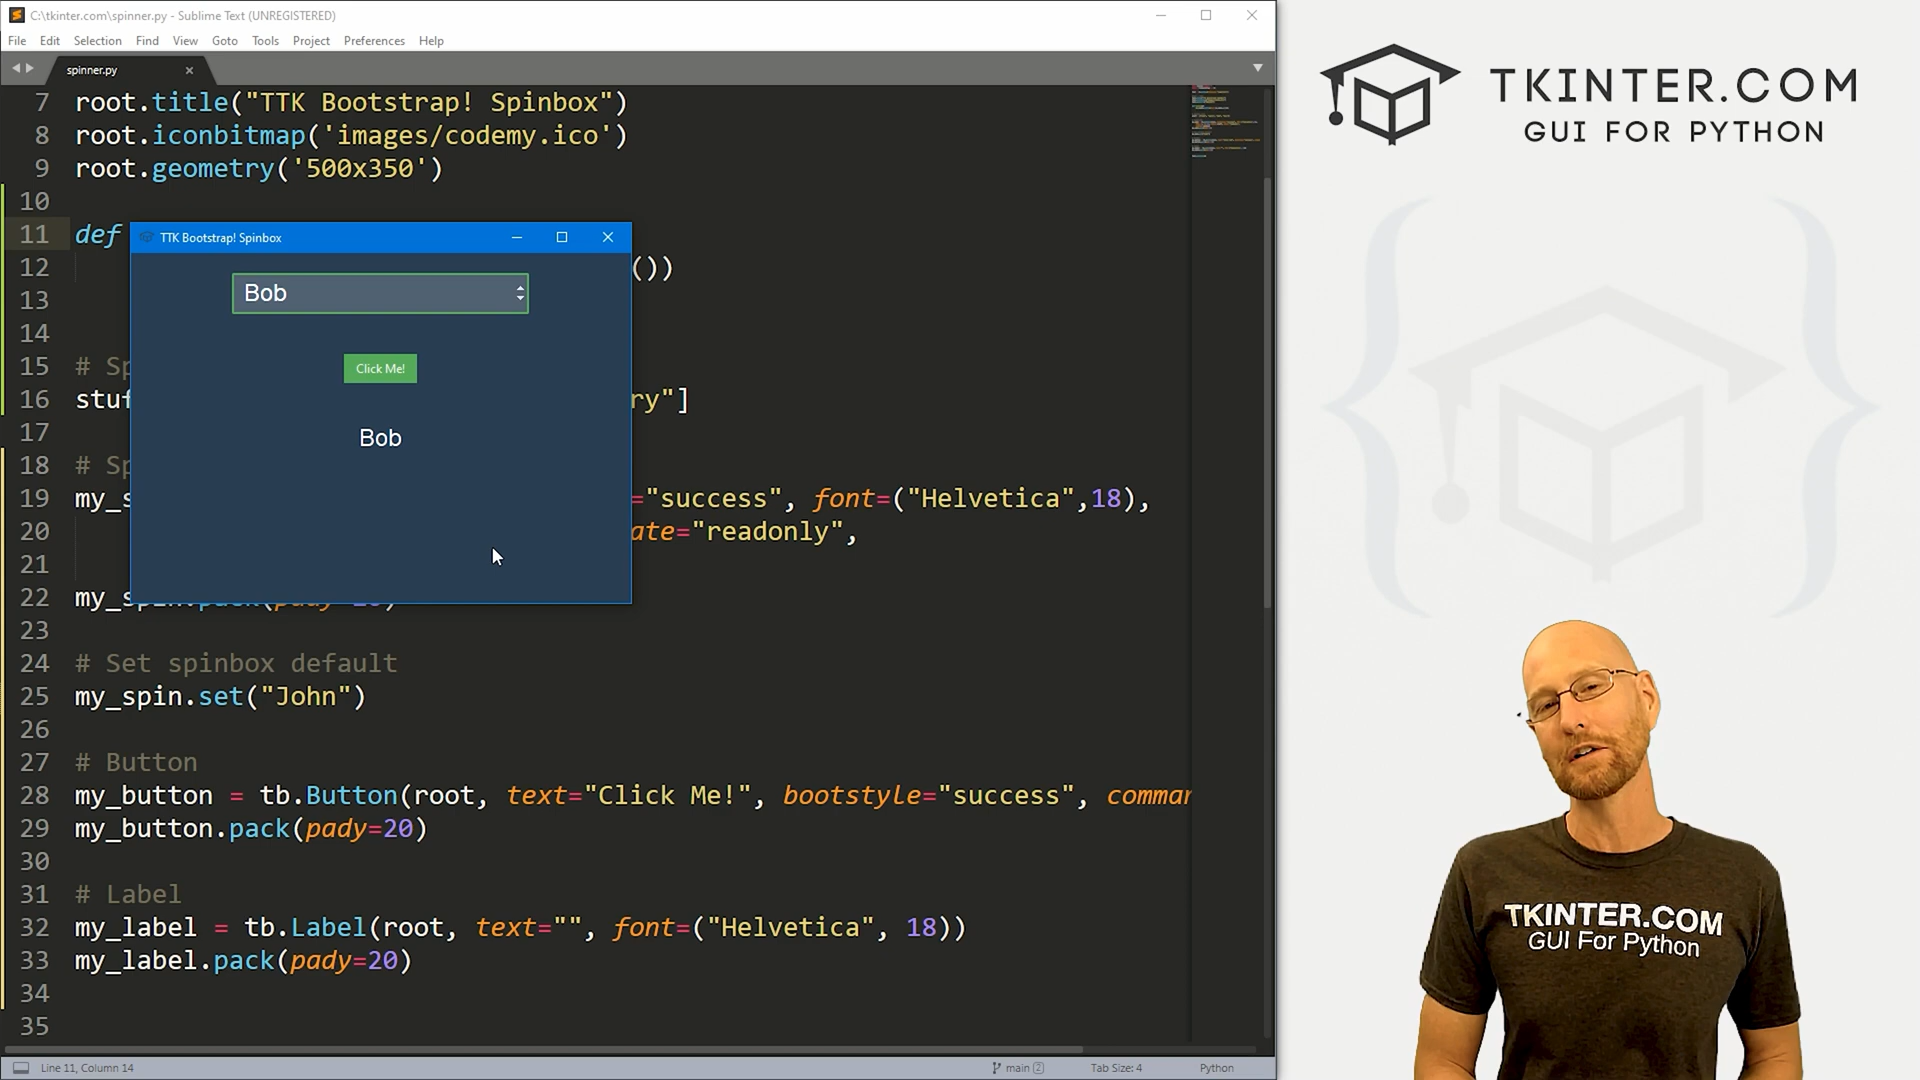 C:\tkinter.com\spinner.py - Sublime Text (UNREGISTERED)
File Edit Selection Find View Goto Tools Project Preferences Help
spinner.py
7 root.title("TTK Bootstrap! Spinbox")
8 root.iconbitmap('images/codemy.ico')
9 root.geometry('500x350')
10
11 def
12 ())
13
14
15 # Sp
16 stuf ry"]
17
18 # Sp
19 my_s ="success", font=("Helvetica",18),
20 ate="readonly",
21
22 my_spin.pack(pady=20)
23
24 # Set spinbox default
25 my_spin.set("John")
26
27 # Button
28 my_button = tb.Button(root, text="Click Me!", bootstyle="success", comman
29 my_button.pack(pady=20)
30
31 # Label
32 my_label = tb.Label(root, text="", font=("Helvetica", 18))
33 my_label.pack(pady=20)
34
35
TTK Bootstrap! Spinbox
Bob
Click Me!
Bob
Line 11, Column 14 main 2 Tab Size: 4 Python
TKINTER.COM
GUI FOR PYTHON
TKINTER.COM
GUI For Python